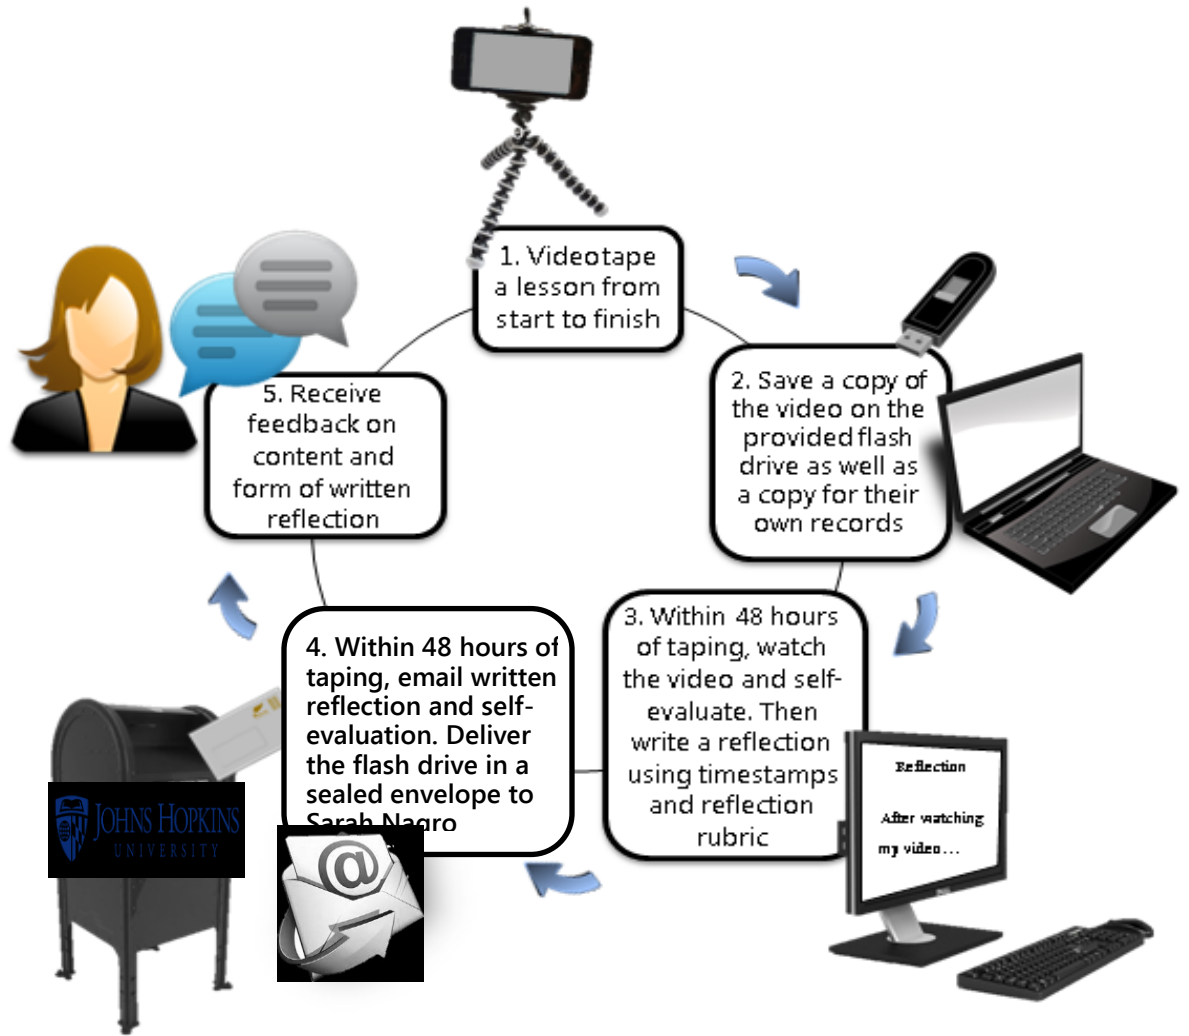 1. Videotape
a lesson from
start to finish
2. Save a copy of
the video on the
provided flash
drive as well as
a copy for their
own records
3. Within 48 hours
of taping, watch
the video and self-
evaluate. Then
write a reflection
using timestamps
and reflection
rubric
Reflection
After watching
my video...
4. Within 48 hours of
taping, email written
reflection and self-
evaluation. Deliver
the flash drive in a
sealed envelope to
Sarah Nagro
@
JOHNS HOPKINS
UNIVERSITY
5. Receive
feedback on
content and
form of written
reflection